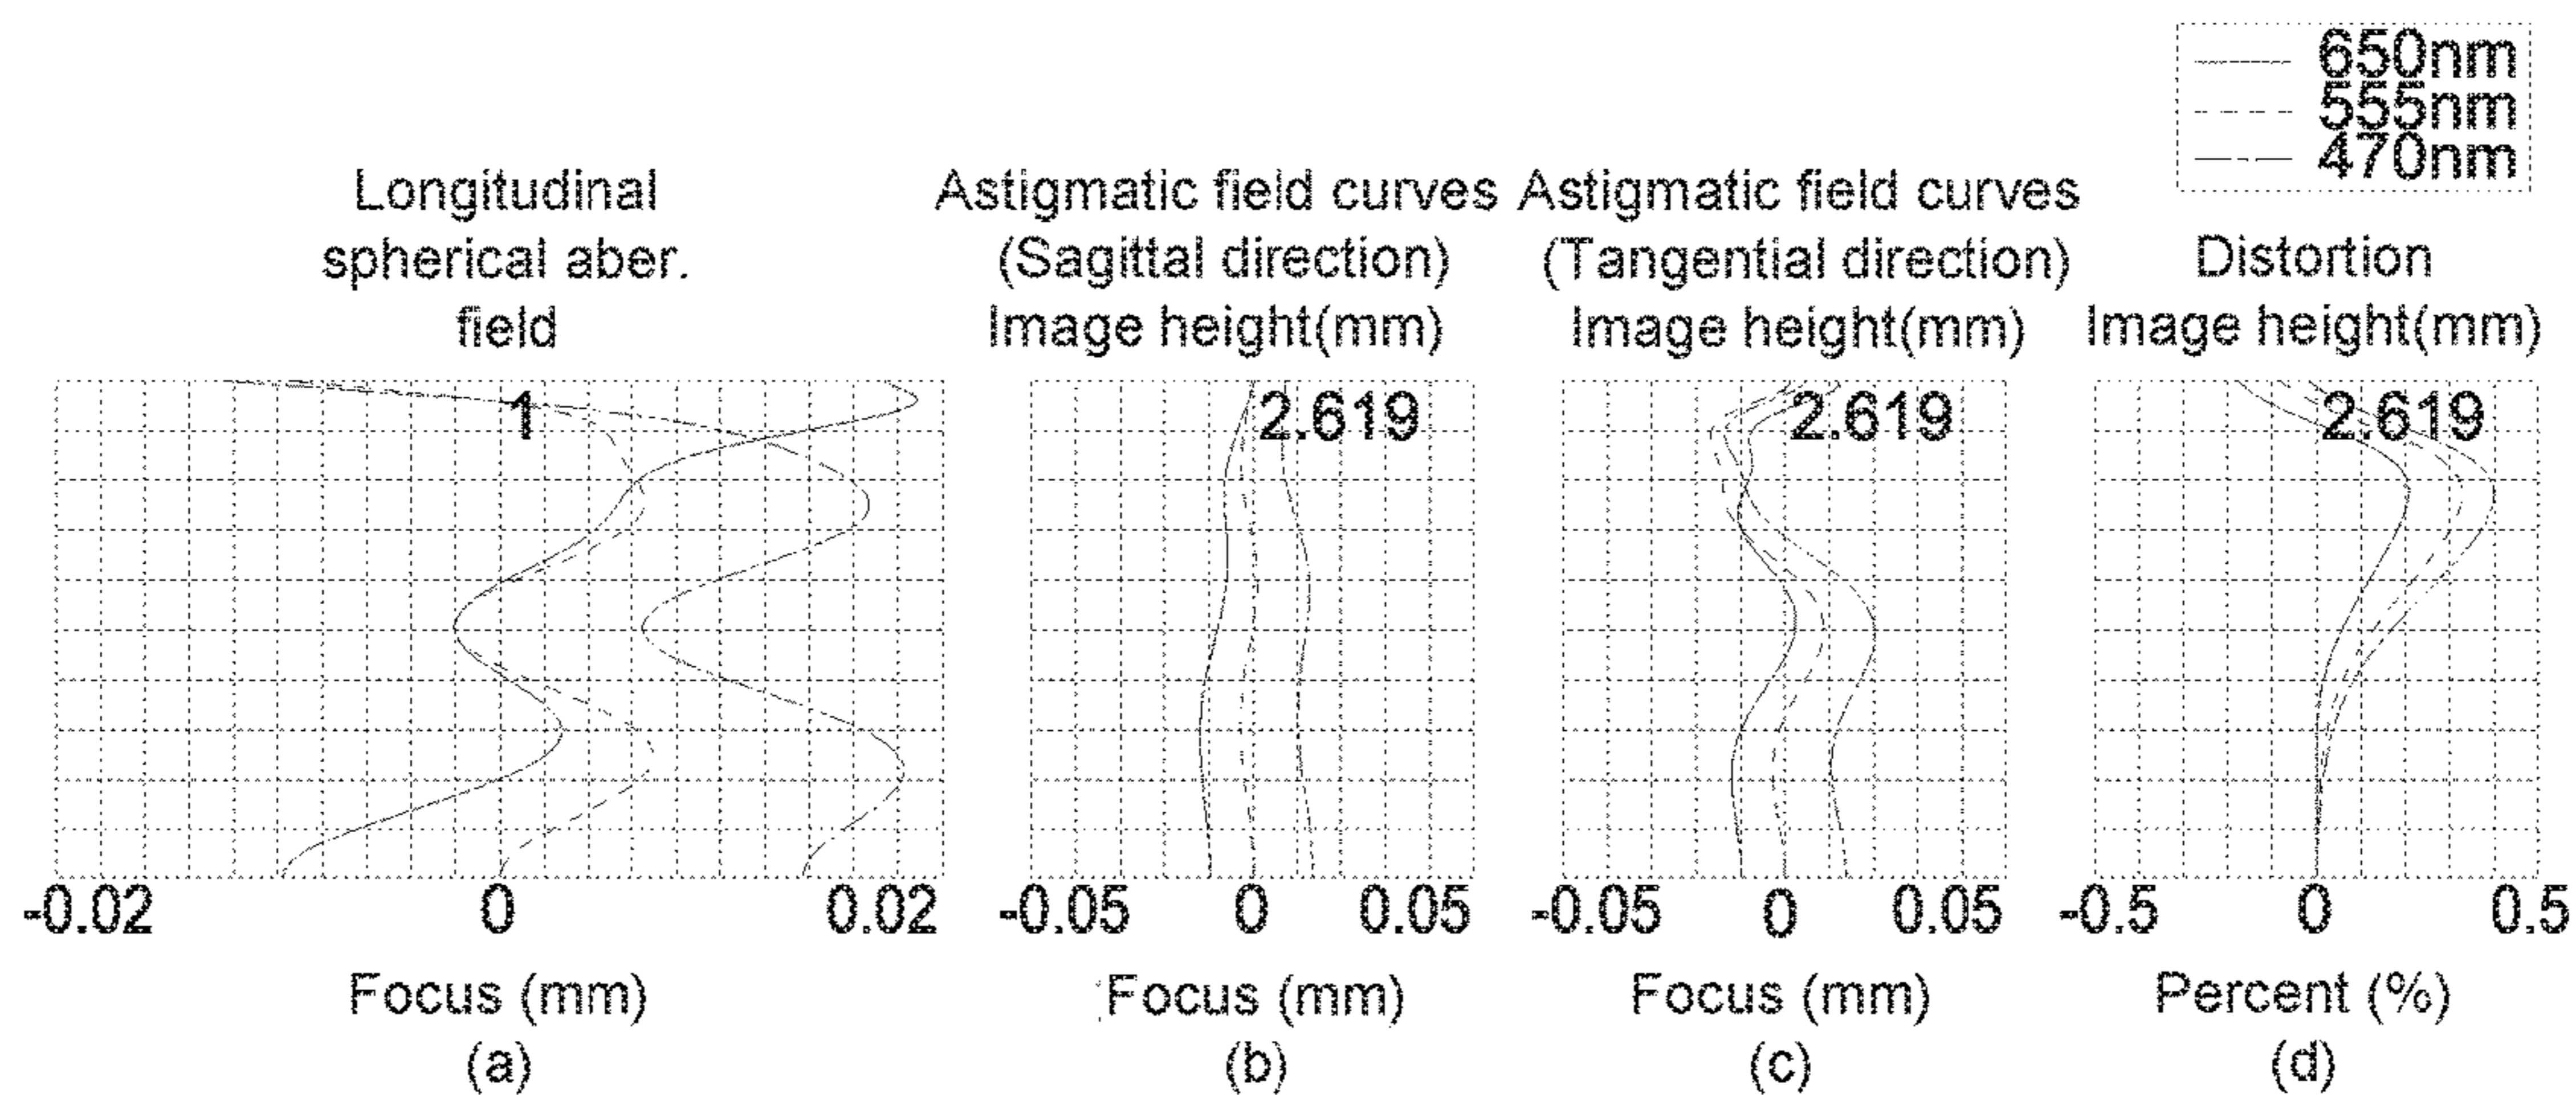 650nm
555nm
470nm
Longitudinal
spherical aber.
field
1
-0.02 0 0.02
Focus (mm)
(a)
Astigmatic field curves
(Sagittal direction)
Image height(mm)
2.619
-0.05 0 0.05
Focus (mm)
(b)
Astigmatic field curves
(Tangential direction)
Image height(mm)
2.619
-0.05 0 0.05
Focus (mm)
(c)
Distortion
Image height(mm)
2.619
-0.5 0 0.5
Percent (%)
(d)